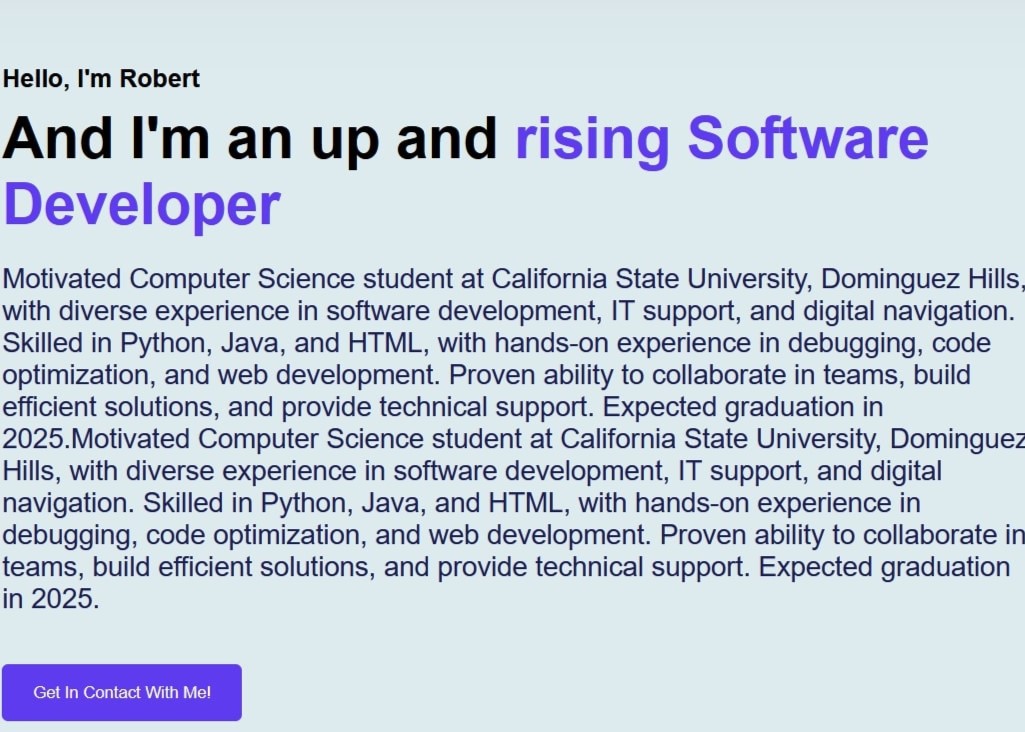 Hello, I'm Robert
And I'm an up and rising Software
Developer
Motivated Computer Science student at California State University, Dominguez Hills,
with diverse experience in software development, IT support, and digital navigation.
Skilled in Python, Java, and HTML, with hands-on experience in debugging, code
optimization, and web development. Proven ability to collaborate in teams, build
efficient solutions, and provide technical support. Expected graduation in
2025.Motivated Computer Science student at California State University, Dominguez
Hills, with diverse experience in software development, IT support, and digital
navigation. Skilled in Python, Java, and HTML, with hands-on experience in
debugging, code optimization, and web development. Proven ability to collaborate in
teams, build efficient solutions, and provide technical support. Expected graduation
in 2025.
Get In Contact With Me!